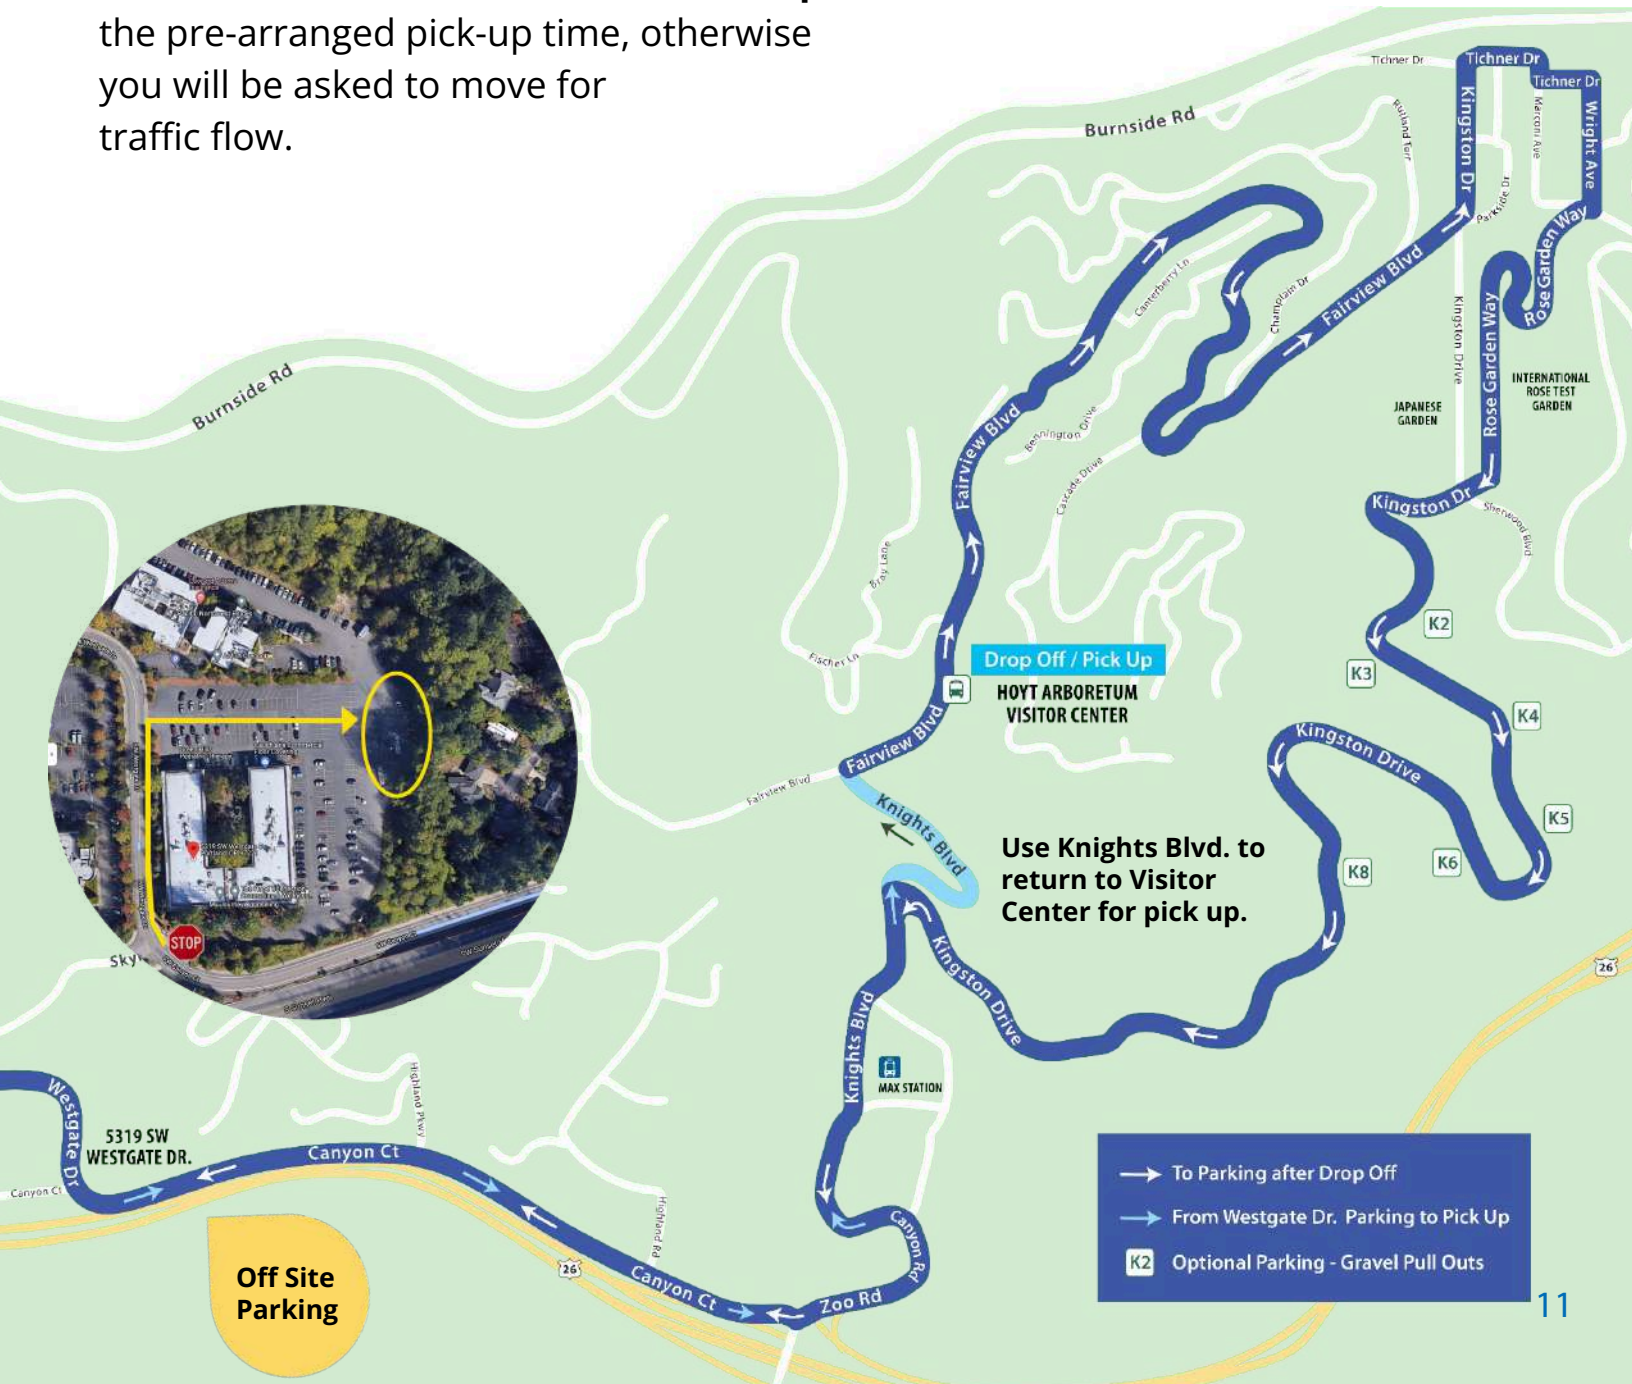 the pre-arranged pick-up time, otherwise
you will be asked to move for
traffic flow.
Tichner Dr
Tichner Dr
Tichner Dr
Burnside Rd
Rutland Terr
Kingston Dr
Marconi Ave
Wright Ave
Parkside Dr
Rose Garden Way
Canterberry Ln
Champlain Dr
Fairview Blvd
Kingston Drive
Rose Garden Way
INTERNATIONAL
ROSE TEST
GARDEN
JAPANESE
GARDEN
Burnside Rd
Fairview Blvd
Bennington Drive
Cascade Drive
Kingston Dr
Sherwood Blvd
Bray Lane
K2
Fischer Ln
Drop Off / Pick Up
HOYT ARBORETUM
VISITOR CENTER
K3
K4
Fairview Blvd
Kingston Drive
Fairview Blvd
Knights Blvd
K5
Use Knights Blvd. to
return to Visitor
Center for pick up.
K6
K8
STOP
Kingston Drive
26
Knights Blvd
MAX STATION
Westgate Dr
Highland Pkwy
5319 SW
WESTGATE DR.
Canyon Ct
Canyon Ct
Highland Rd
Canyon Rd
26
Canyon Ct
Zoo Rd
Off Site
Parking
To Parking after Drop Off
From Westgate Dr. Parking to Pick Up
K2 Optional Parking - Gravel Pull Outs
11